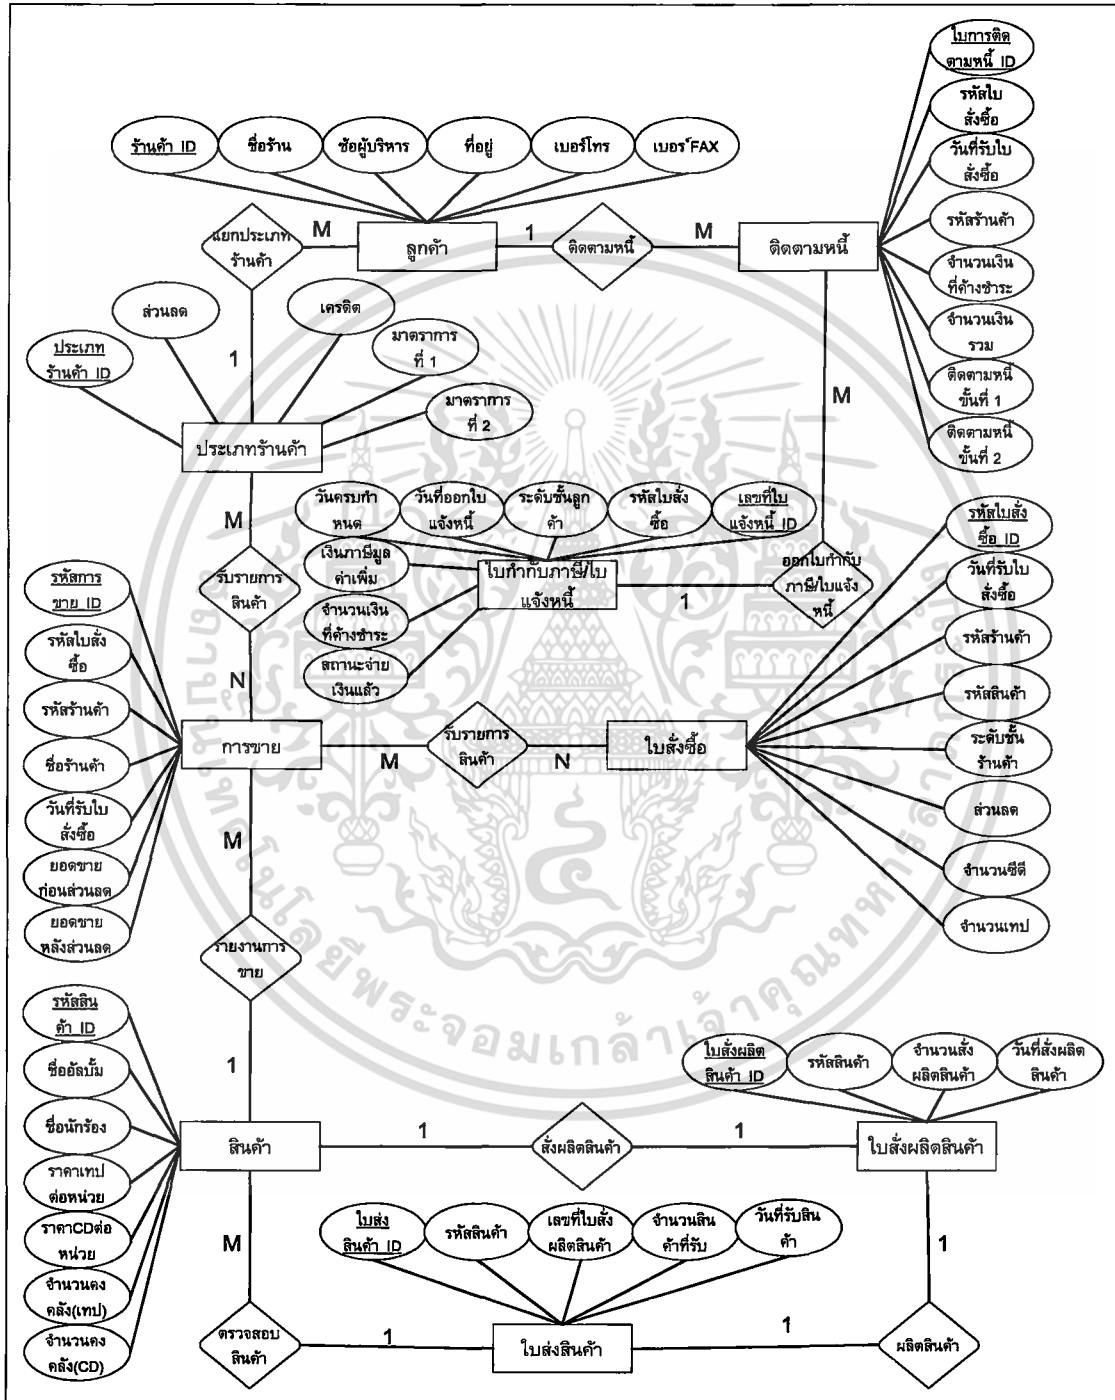 ใบการติด
ตามหนี้ ID
รหัสใบ
สั่งซื้อ
วันที่รับใบ
สั่งซื้อ
รหัสร้านค้า
จำนวนเงิน
ที่ค้างชำระ
จำนวนเงิน
รวม
ติดตามหนี้
ขั้นที่ 1
ติดตามหนี้
ขั้นที่ 2
ร้านค้า ID
ชื่อร้าน
ช้อผู้บริหาร
ที่อยู่
เบอร์โทร
เบอร์FAX
แยกประเภท
ร้านค้า
M
ลูกค้า
1
ติดตามหนี้
M
ติดตามหนี้
ส่วนลด
เครดิต
ประเภท
ร้านค้า ID
1
มาตราการ
ที่ 1
มาตราการ
ที่ 2
M
ประเภทร้านค้า
M
วันครบกำ
หนด
วันที่ออกใบ
แจ้งหนี้
ระดับชั้นลูก
ค้า
รหัสใบสั่ง
ซื้อ
เลขที่ใบ
แจ้งหนี้ ID
เงินภาษีมูล
ค่าเพิ่ม
จำนวนเงิน
ที่ค้างชำระ
สถานะจ่าย
เงินแล้ว
ใบกำกับภาษี/ใบ
แจ้งหนี้
1
ออกใบกำกับ
ภาษี/ใบแจ้ง
หนี้
รับรายการ
สินค้า
N
รหัสใบสั่ง
ซื้อ ID
วันที่รับใบ
สั่งซื้อ
รหัสร้านค้า
รหัสสินค้า
ระดับชั้น
ร้านค้า
ส่วนลด
จำนวนซีดี
จำนวนเทป
รหัสการ
ขาย ID
รหัสใบสั่ง
ซื้อ
รหัสร้านค้า
ชื่อร้านค้า
วันที่รับใบ
สั่งซื้อ
ยอดขาย
ก่อนส่วนลด
ยอดขาย
หลังส่วนลด
การขาย
M
รับรายการ
สินค้า
N
ใบสั่งซื้อ
M
รายงานการ
ขาย
1
พระจอมเกล้าเจ้าคุณทหารลาด
รหัสสิน
ค้า ID
ชื่ออัลบั้ม
ชื่อนักร้อง
ราคาเทป
ต่อหน่วย
ราคาCDต่อ
หน่วย
จำนวนคง
คลัง(เทป)
จำนวนคง
คลัง(CD)
ใบสั่งผลิต
สินค้า ID
รหัสสินค้า
จำนวนสั่ง
ผลิตสินค้า
วันที่สั่งผลิต
สินค้า
สินค้า
1
สั่งผลิตสินค้า
1
ใบสั่งผลิตสินค้า
M
ใบส่ง
สินค้า ID
รหัสสินค้า
เลขที่ใบสั่ง
ผลิตสินค้า
จำนวนสิน
ค้าที่รับ
วันที่รับสิน
ค้า
1
ตรวจสอบ
สินค้า
1
ใบส่งสินค้า
1
ผลิตสินค้า